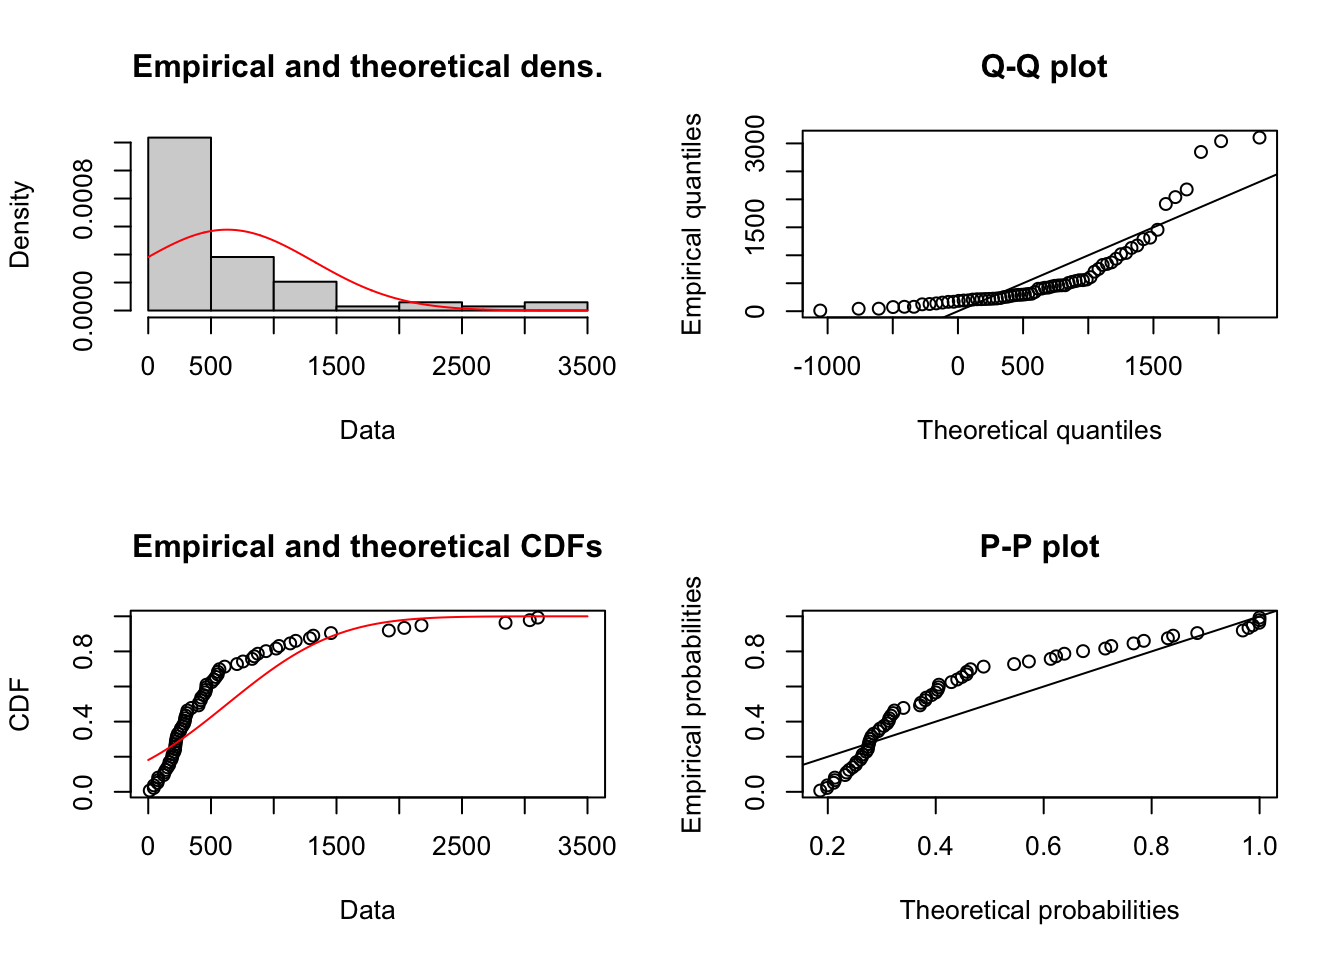 Empirical and theoretical dens.
Density
0.0000 0.0008
0 500 1500 2500 3500
Data
Q-Q plot
Empirical quantiles
0 1500 3000
-1000 0 500 1500
Theoretical quantiles
Empirical and theoretical CDFs
CDF
0.0 0.4 0.8
0 500 1500 2500 3500
Data
P-P plot
Empirical probabilities
0.0 0.4 0.8
0.2 0.4 0.6 0.8 1.0
Theoretical probabilities